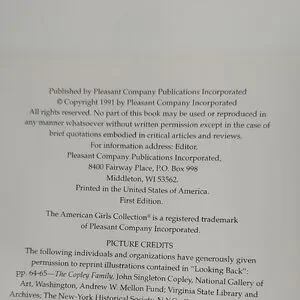 Published by Pleasant Company Publications Incorporated
© Copyright 1991 by Pleasant Company Incorporated
All rights reserved. No part of this book may be used or reproduced in
any manner whatsoever without written permission except in the case of
brief quotations embodied in critical articles and reviews.
For information address: Editor,
Pleasant Company Publications Incorporated,
8400 Fairway Place, P.O. Box 998
Middleton, WI 53562.
Printed in the United States of America.
First Edition.
The American Girls Collection® is a registered trademark
of Pleasant Company Incorporated.
PICTURE CREDITS
The following individuals and organizations have generously given
permission to reprint illustrations contained in "Looking Back":
pp. 64-65—The Copley Family, John Singleton Copley, National Gallery of
Art, Washington, Andrew W. Mellon Fund; Virginia State Library and
Archives; The New-York Historical Society,